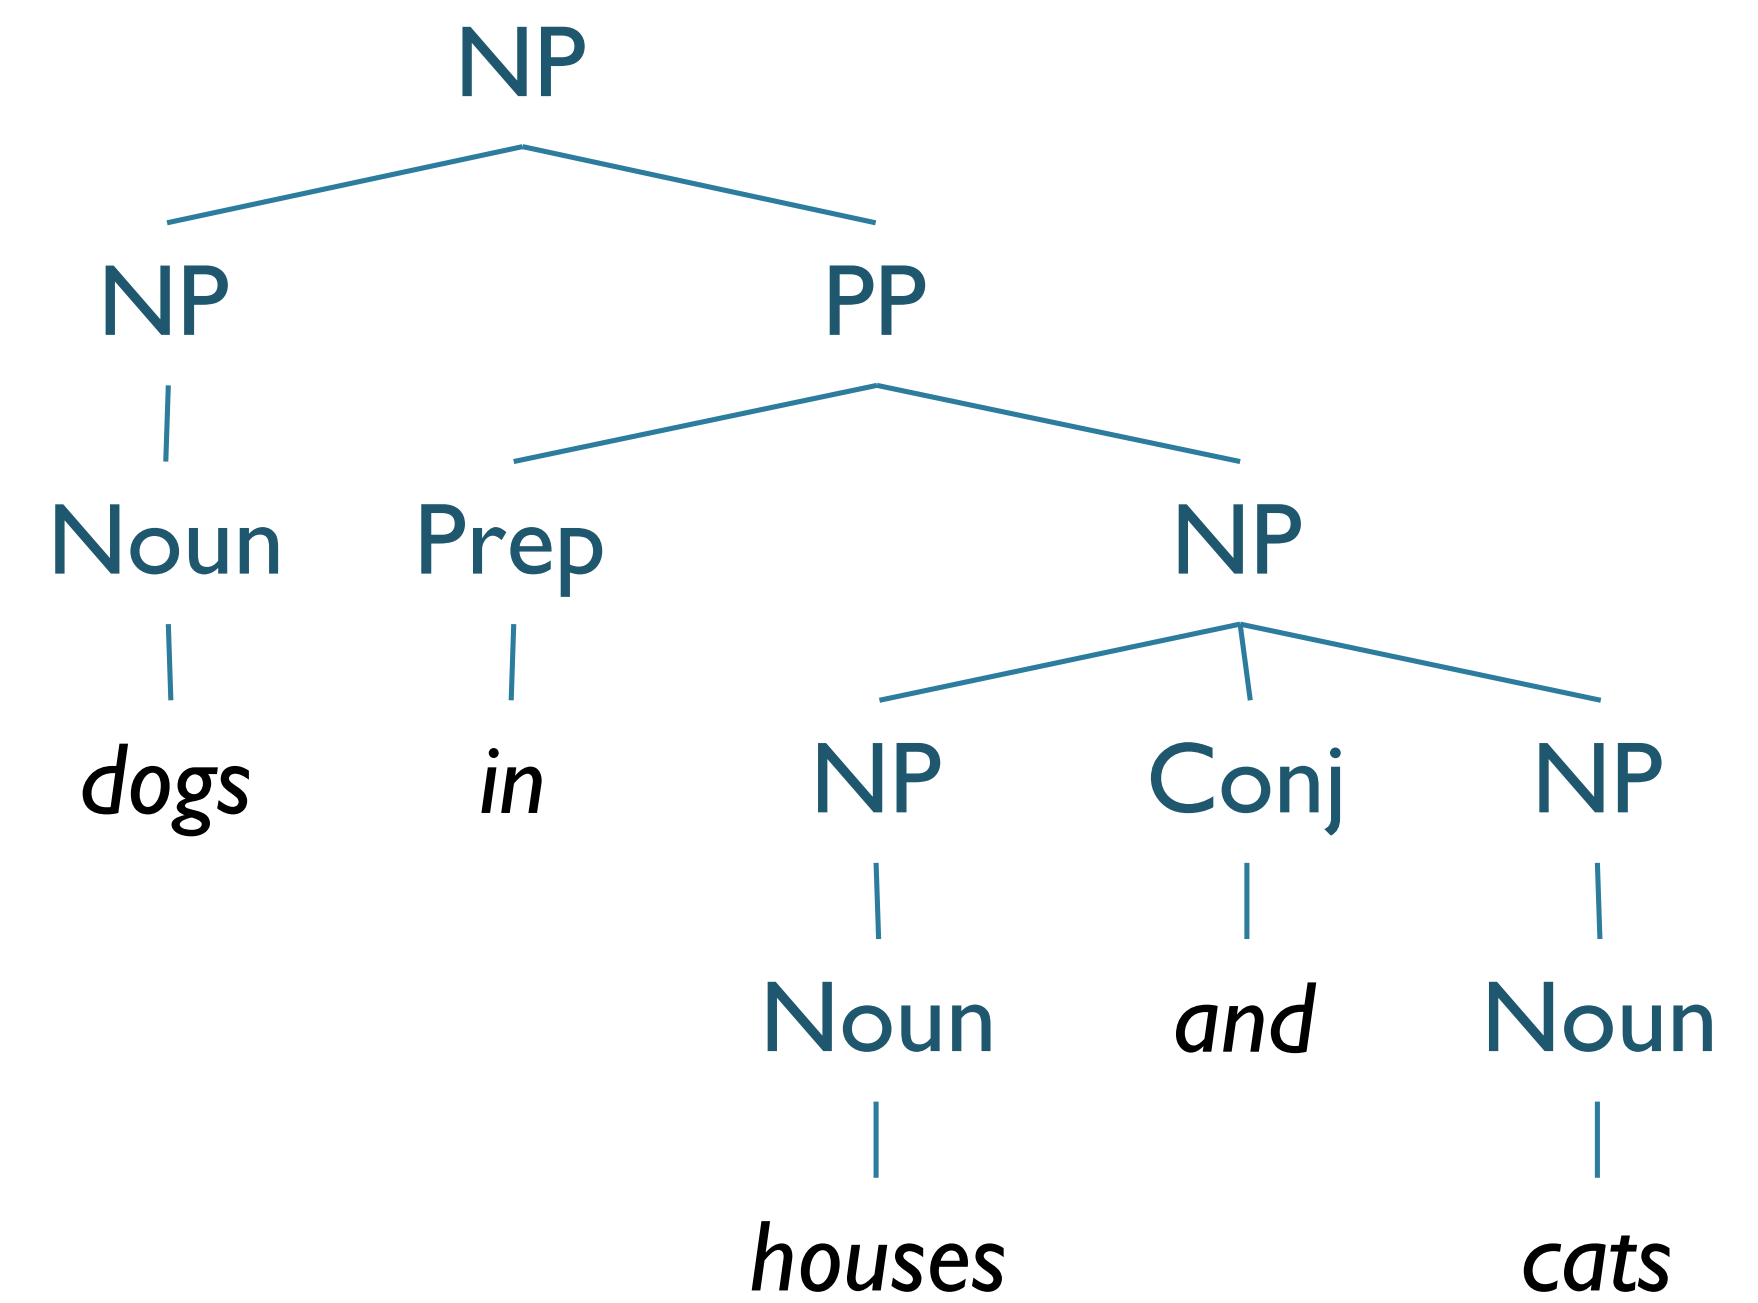 NP
NP PP
Noun Prep NP
dogs in NP Conj NP
Noun and Noun
houses cats